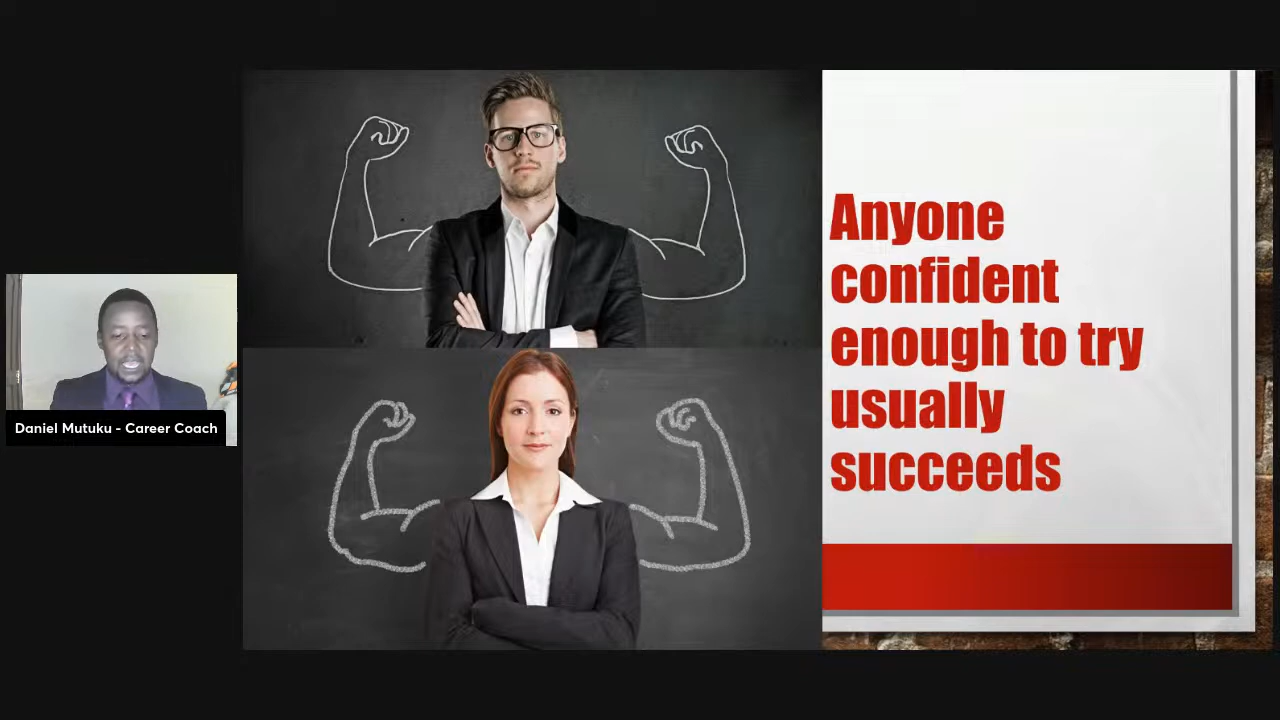 Daniel Mutuku - Career Coach
Anyone
confident
enough to try
usually
succeeds